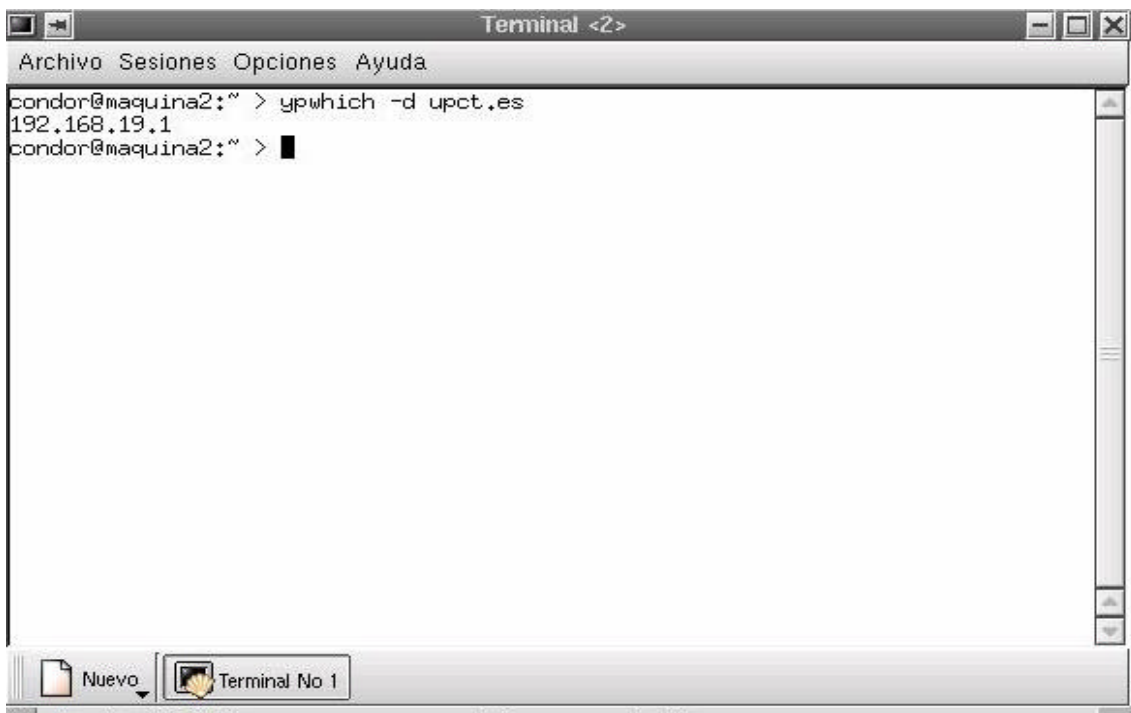 Terminal <2>
Archivo Sesiones Opciones Ayuda
condor@maquina2:~ > ypwhich -d upct.es
192.168.19.1
condor@maquina2:~ >
Nuevo
Terminal No 1